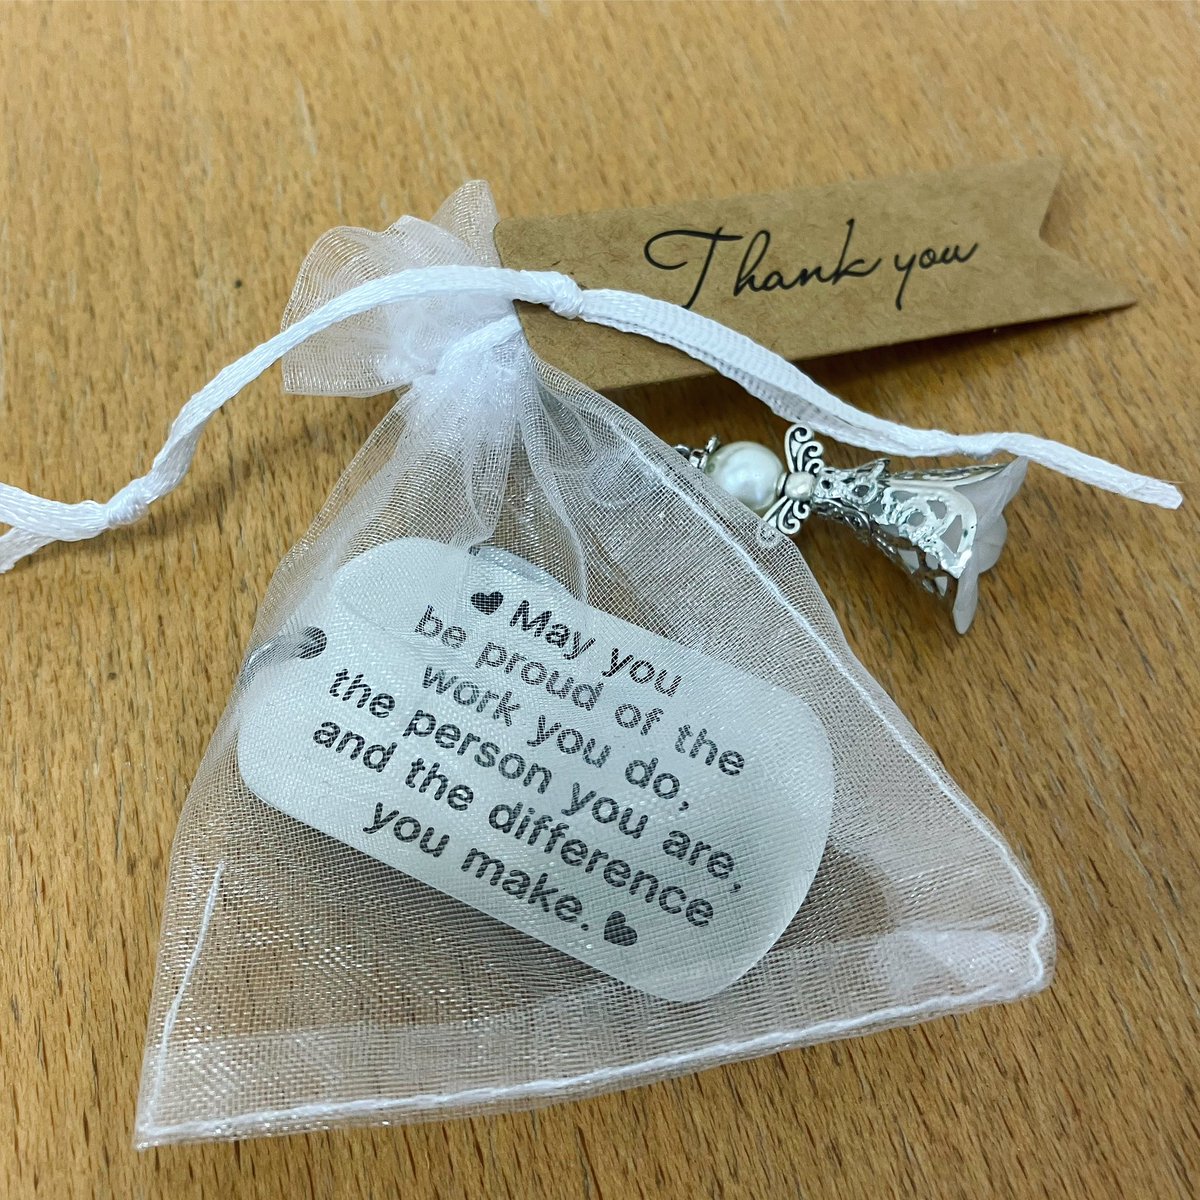 Thank you
May you
be proud of the
work you do,
the person you are,
and the difference
you make.